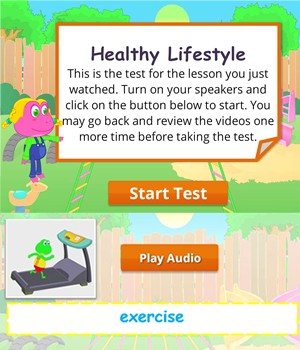 Healthy Lifestyle
This is the test for the lesson you just
watched. Turn on your speakers and
click on the button below to start. You
may go back and review the videos one
more time before taking the test.
Start Test
Play Audio
exercise